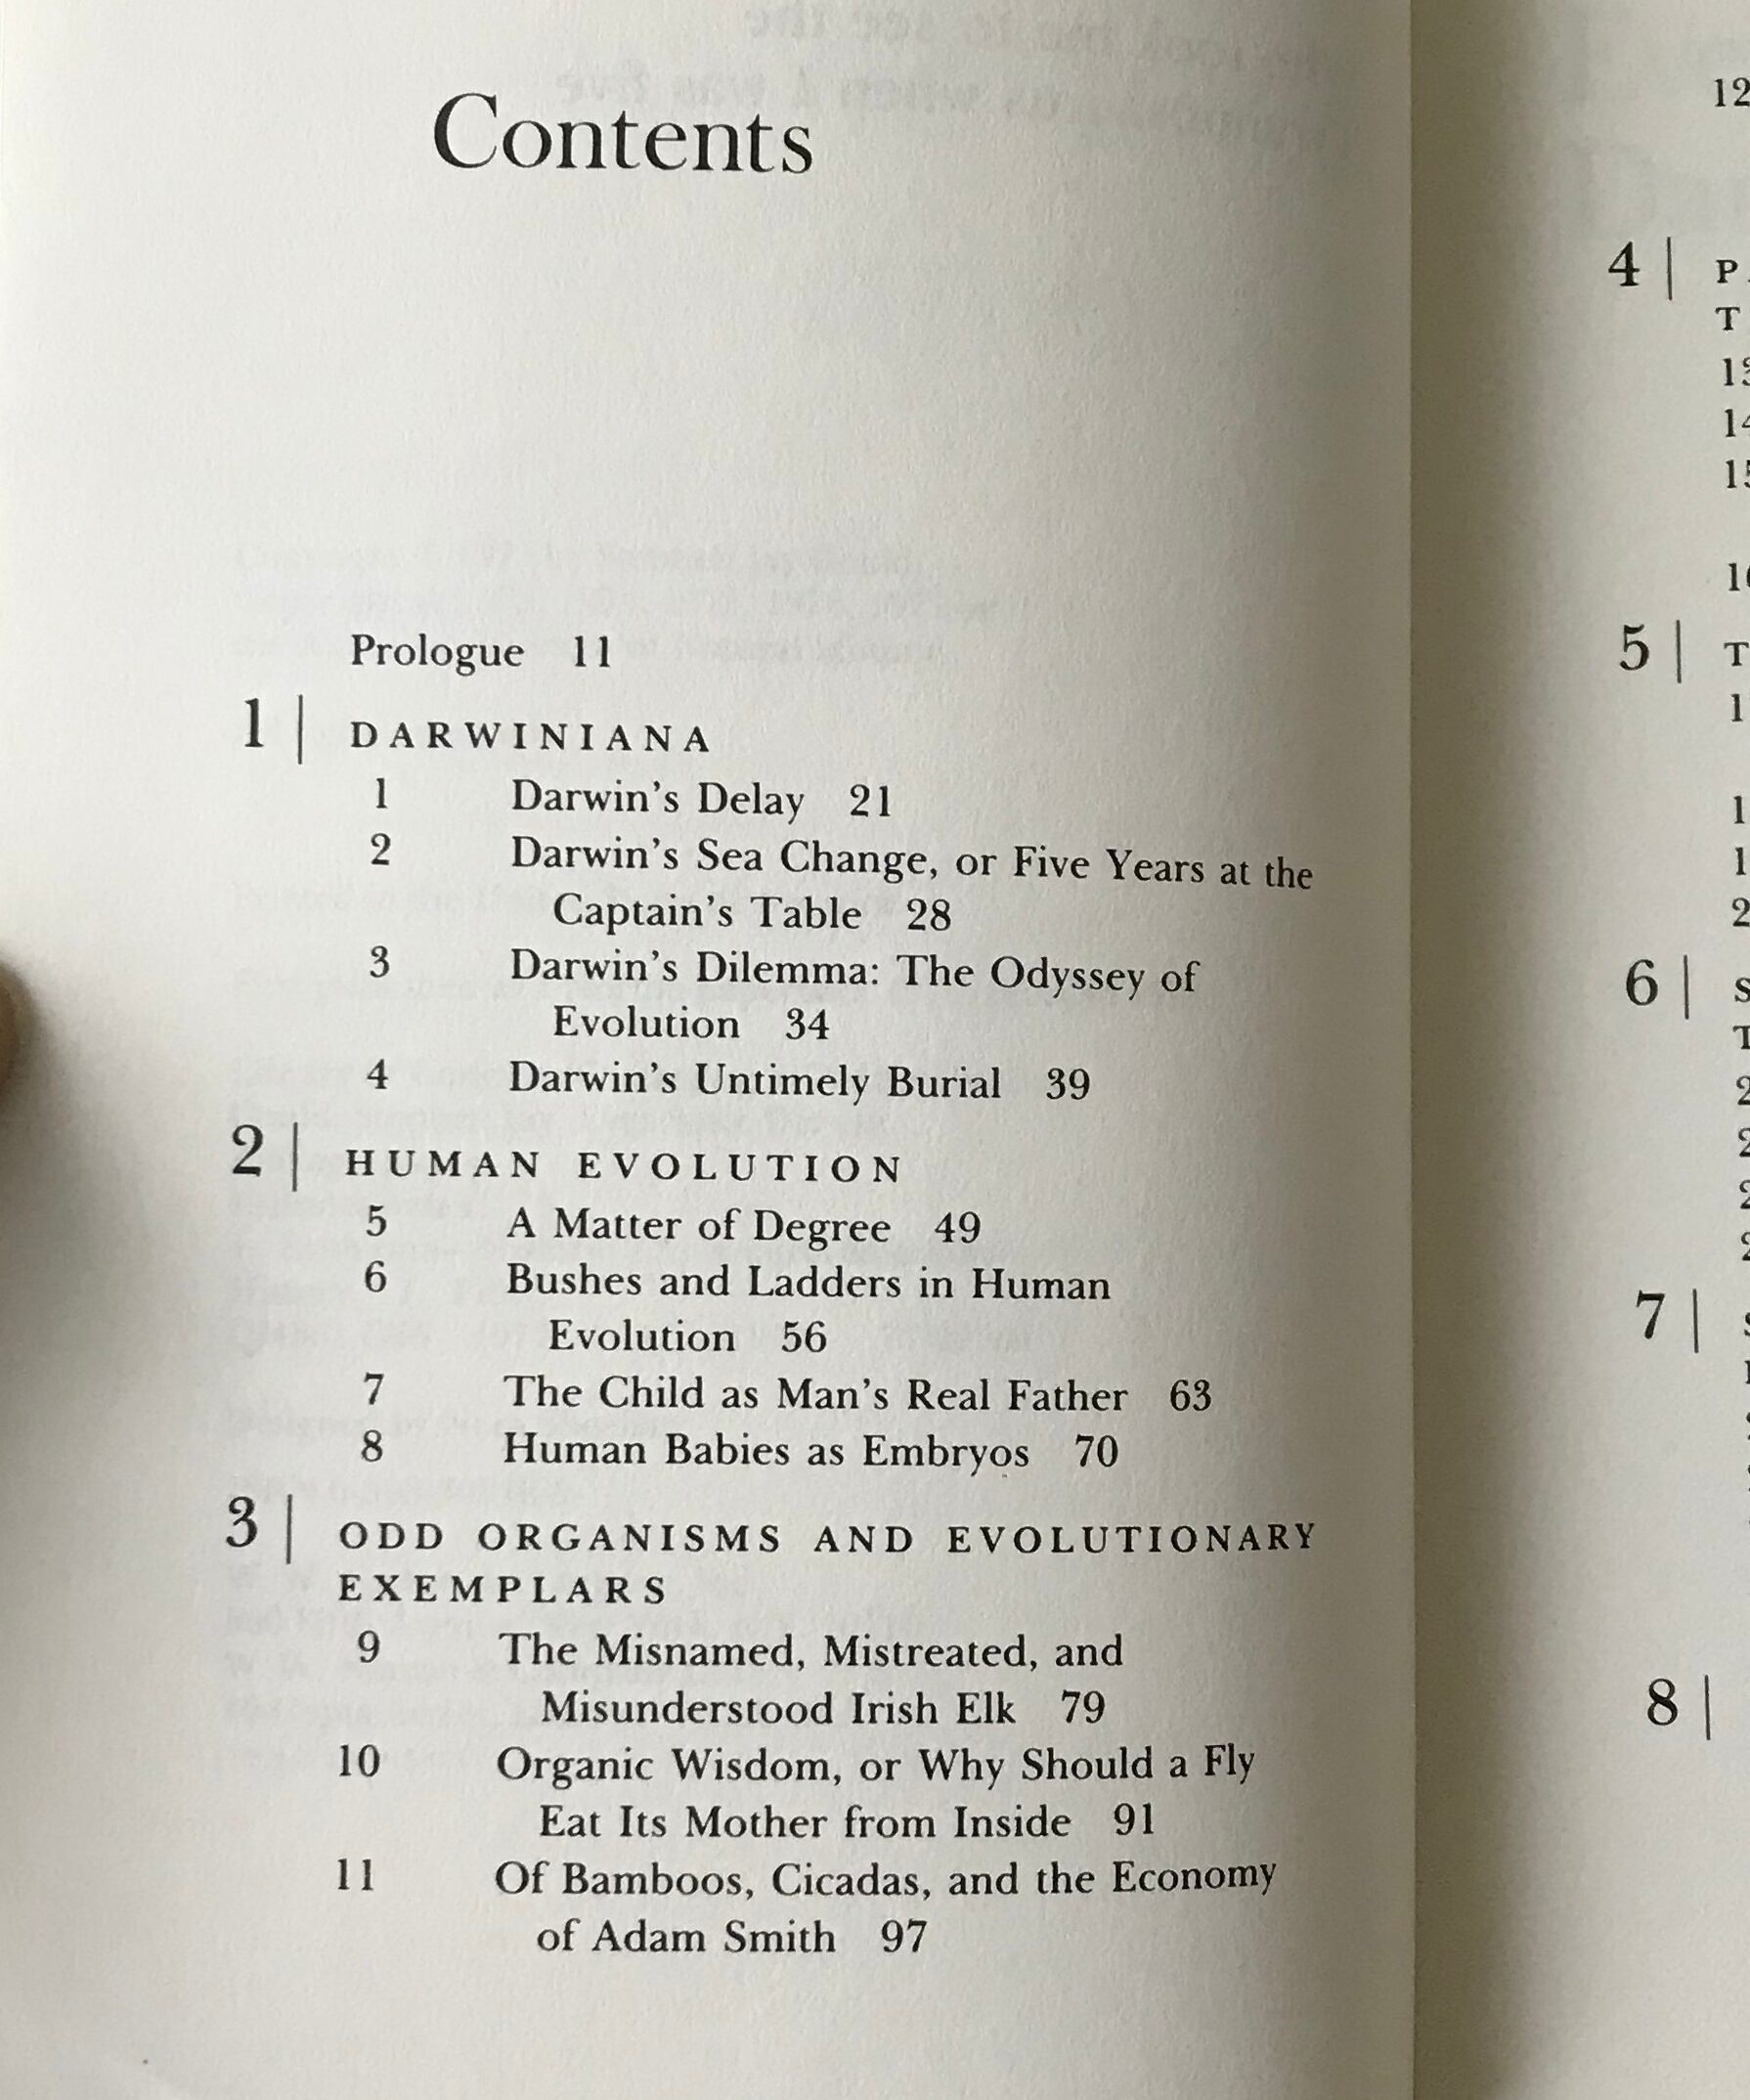 Contents
Prologue 11
1 | DARWINIANA
1 Darwin's Delay 21
2 Darwin's Sea Change, or Five Years at the
Captain's Table 28
3 Darwin's Dilemma: The Odyssey of
Evolution 34
4 Darwin's Untimely Burial 39
2 | HUMAN EVOLUTION
5 A Matter of Degree 49
6 Bushes and Ladders in Human
Evolution 56
7 The Child as Man's Real Father 63
8 Human Babies as Embryos 70
3 | ODD ORGANISMS AND EVOLUTIONARY
EXEMPLARS
9 The Misnamed, Mistreated, and
Misunderstood Irish Elk 79
10 Organic Wisdom, or Why Should a Fly
Eat Its Mother from Inside 91
11 Of Bamboos, Cicadas, and the Economy
of Adam Smith 97
12
4 |
14
15
5 |
6 |
7 |
8 |